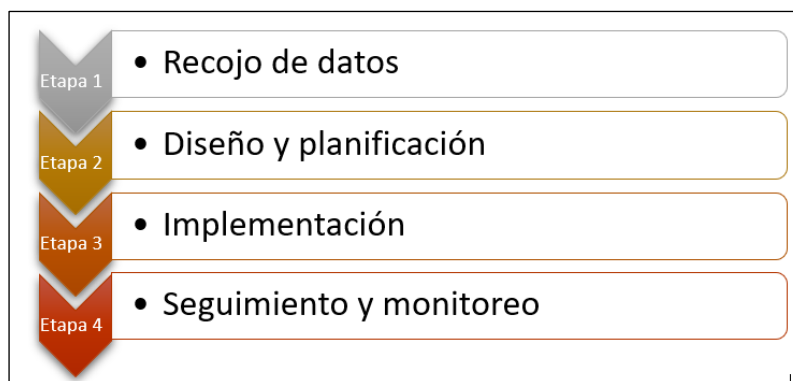 Etapa 1
• Recojo de datos
Etapa 2
• Diseño y planificación
Etapa 3
• Implementación
Etapa 4
• Seguimiento y monitoreo